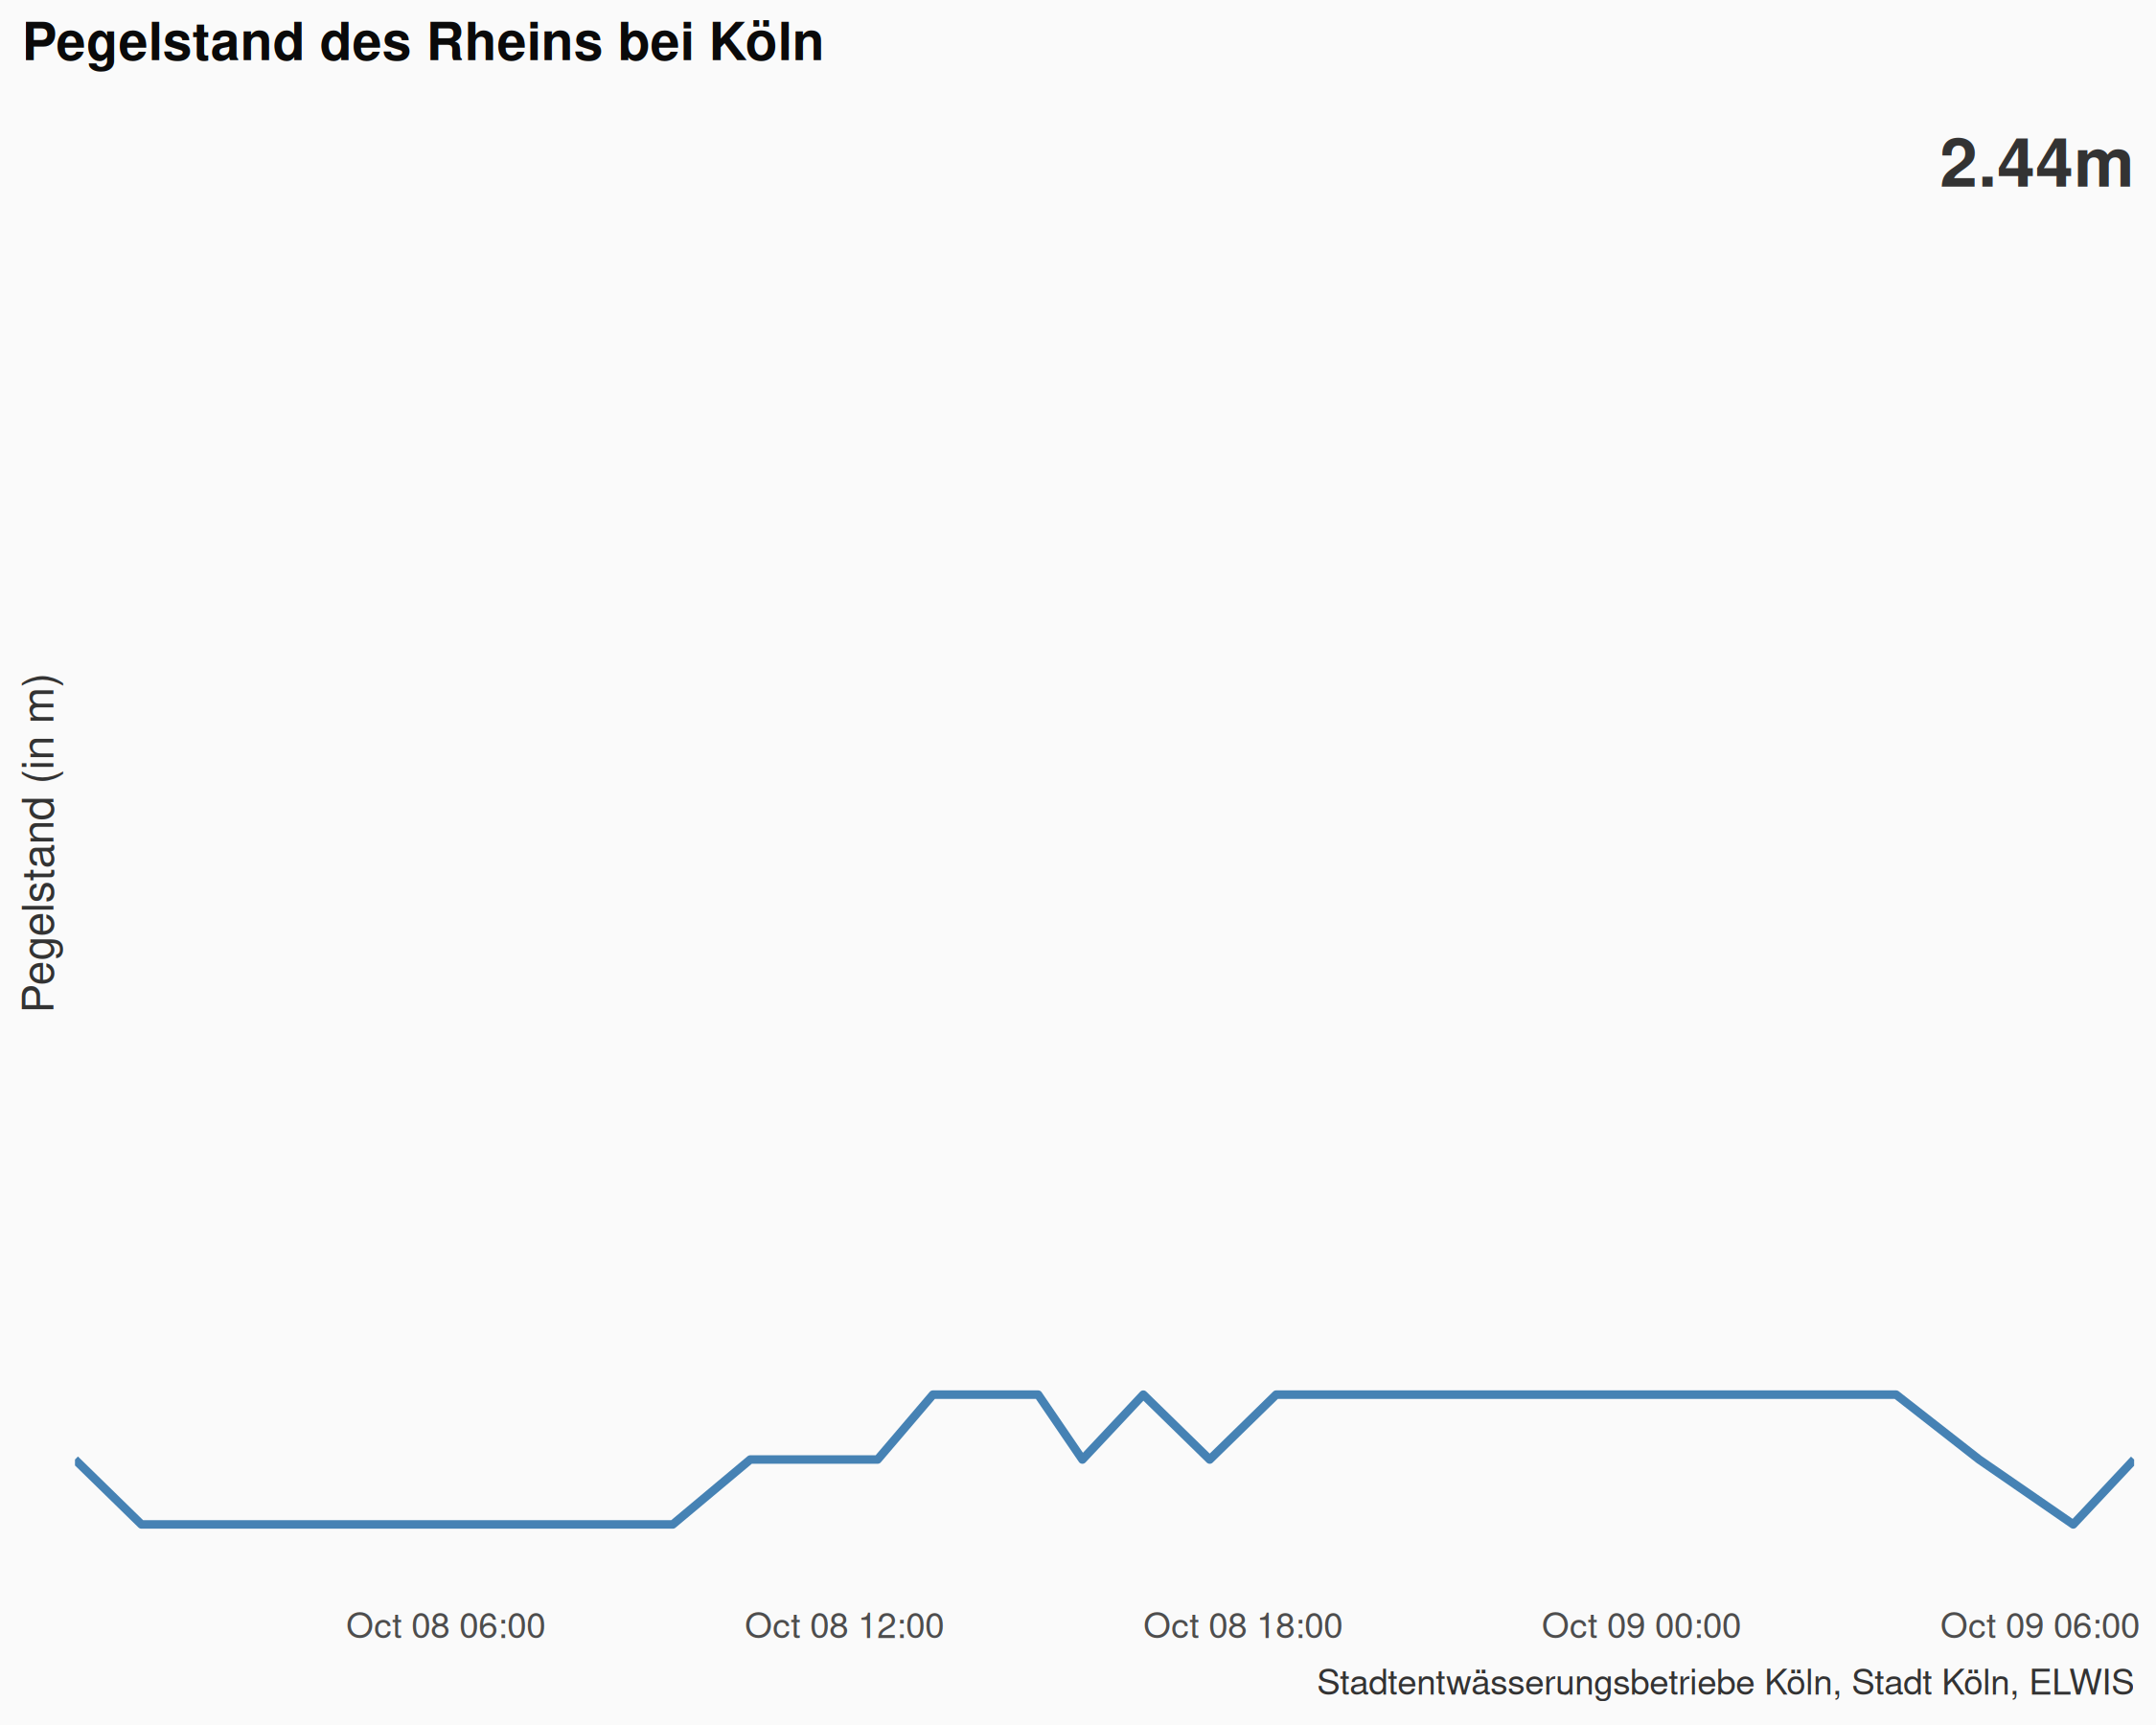 Pegelstand des Rheins bei Köln
2.44m
Pegelstand (in m)
Oct 08 06:00 Oct 08 12:00 Oct 08 18:00 Oct 09 00:00 Oct 09 06:00
Stadtentwässerungsbetriebe Köln, Stadt Köln, ELWIS